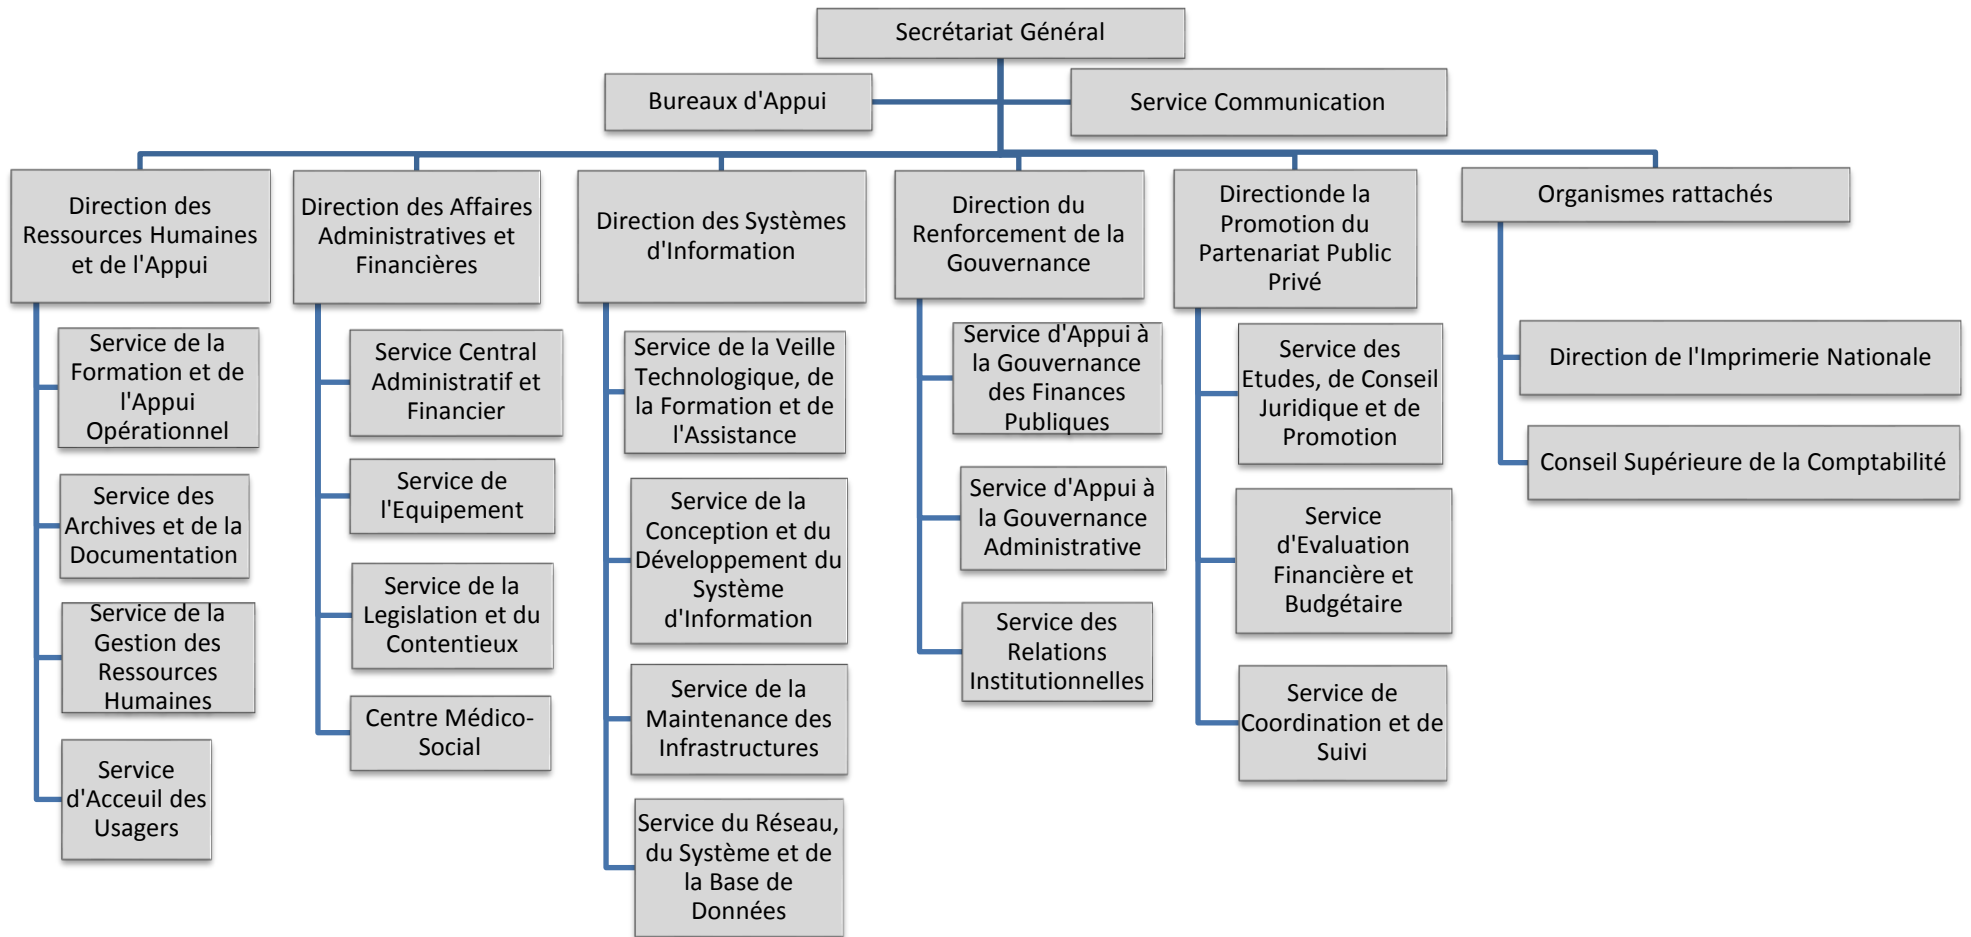 Secrétariat Général
Bureaux d'Appui
Service Communication
Direction des
Ressources Humaines
et de l'Appui
Service de la
Formation et de
l'Appui
Opérationnel
Service des
Archives et de la
Documentation
Service de la
Gestion des
Ressources
Humaines
Service
d'Acceuil des
Usagers
Direction des Affaires
Administratives et
Financières
Service Central
Administratif et
Financier
Service de
l'Equipement
Service de la
Legislation et du
Contentieux
Centre Médico-
Social
Direction des Systèmes
d'Information
Service de la Veille
Technologique, de
la Formation et de
l'Assistance
Service de la
Conception et du
Développement du
Système
d'Information
Service de la
Maintenance des
Infrastructures
Service du Réseau,
du Système et de
la Base de
Données
Direction du
Renforcement de la
Gouvernance
Service d'Appui à
la Gouvernance
des Finances
Publiques
Service d'Appui à
la Gouvernance
Administrative
Service des
Relations
Institutionnelles
Directionde la
Promotion du
Partenariat Public
Privé
Service des
Etudes, de Conseil
Juridique et de
Promotion
Service
d'Evaluation
Financière et
Budgétaire
Service de
Coordination et de
Suivi
Organismes rattachés
Direction de l'Imprimerie Nationale
Conseil Supérieure de la Comptabilité